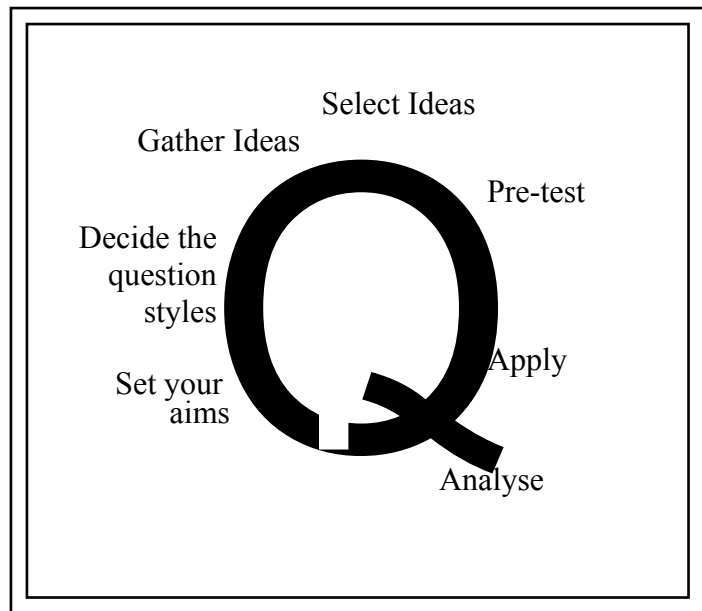 Select Ideas
Gather Ideas
Pre-test
Decide the
question
styles
Apply
Set your
aims
Analyse
Q